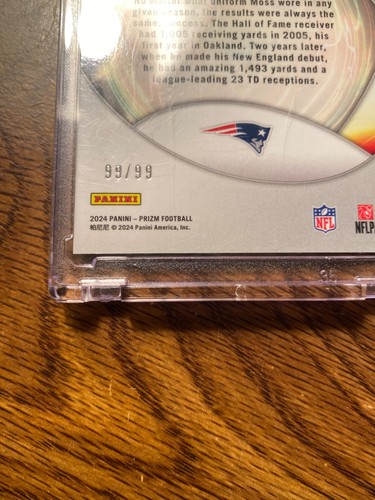 No matter what uniform Moss wore in any
given season, the results were always the
same: success. The Hall of Fame receiver
had 1,005 receiving yards in 2005, his
first year in Oakland. Two years later,
when he made his New England debut,
he had an amazing 1,493 yards and a
league-leading 23 TD receptions.
99/99
PANINI
2024 PANINI – PRIZM FOOTBALL
帕尼尼 © 2024 Panini America, Inc.
NFL
NFLP